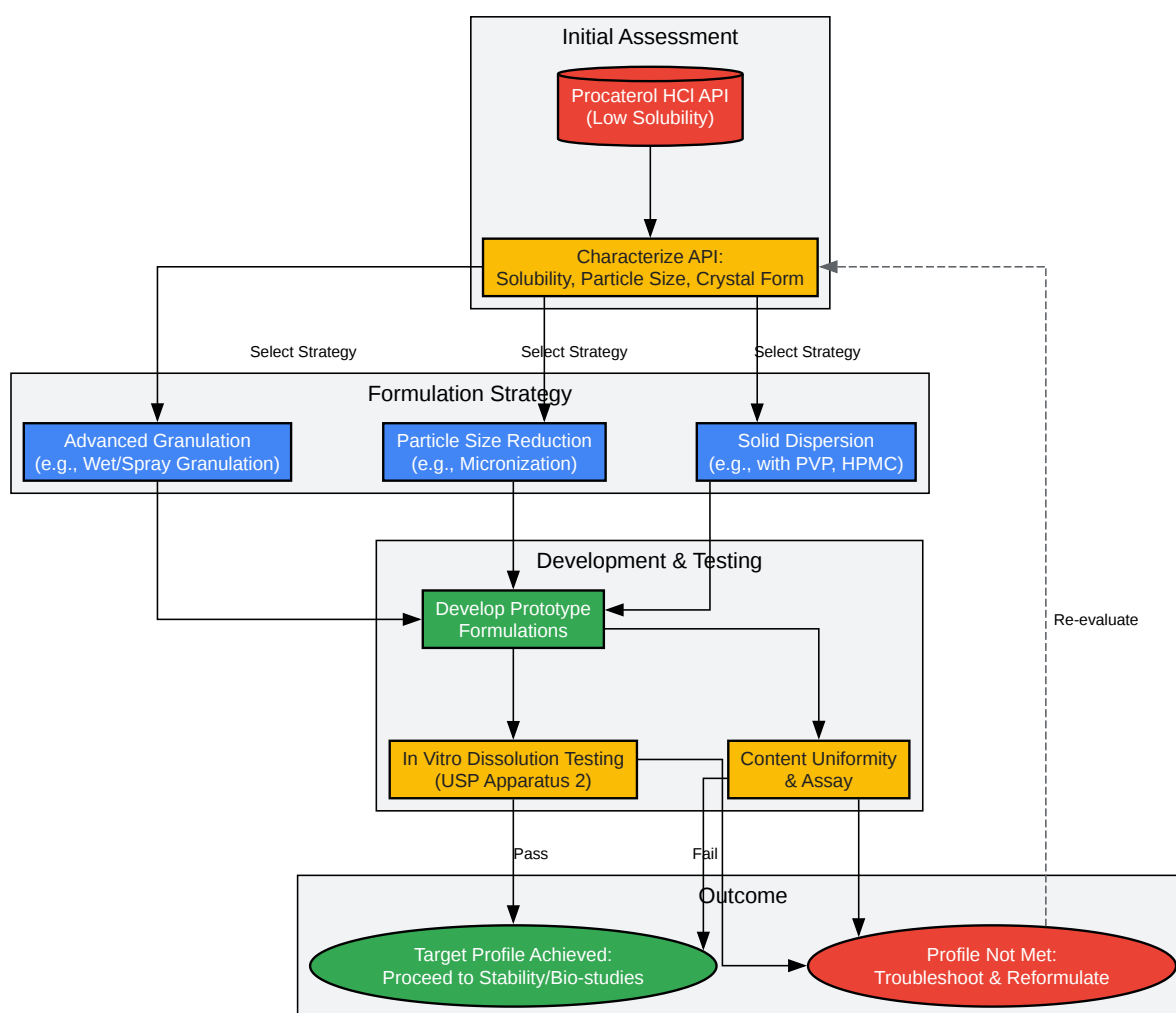 Initial Assessment
Procaterol HCl API
(Low Solubility)
Characterize API:
Solubility, Particle Size, Crystal Form
Select Strategy
Select Strategy
Select Strategy
Formulation Strategy
Advanced Granulation
(e.g., Wet/Spray Granulation)
Particle Size Reduction
(e.g., Micronization)
Solid Dispersion
(e.g., with PVP, HPMC)
Development & Testing
Develop Prototype
Formulations
Re-evaluate
In Vitro Dissolution Testing
(USP Apparatus 2)
Content Uniformity
& Assay
Pass
Fail
Outcome
Target Profile Achieved:
Proceed to Stability/Bio-studies
Profile Not Met:
Troubleshoot & Reformulate